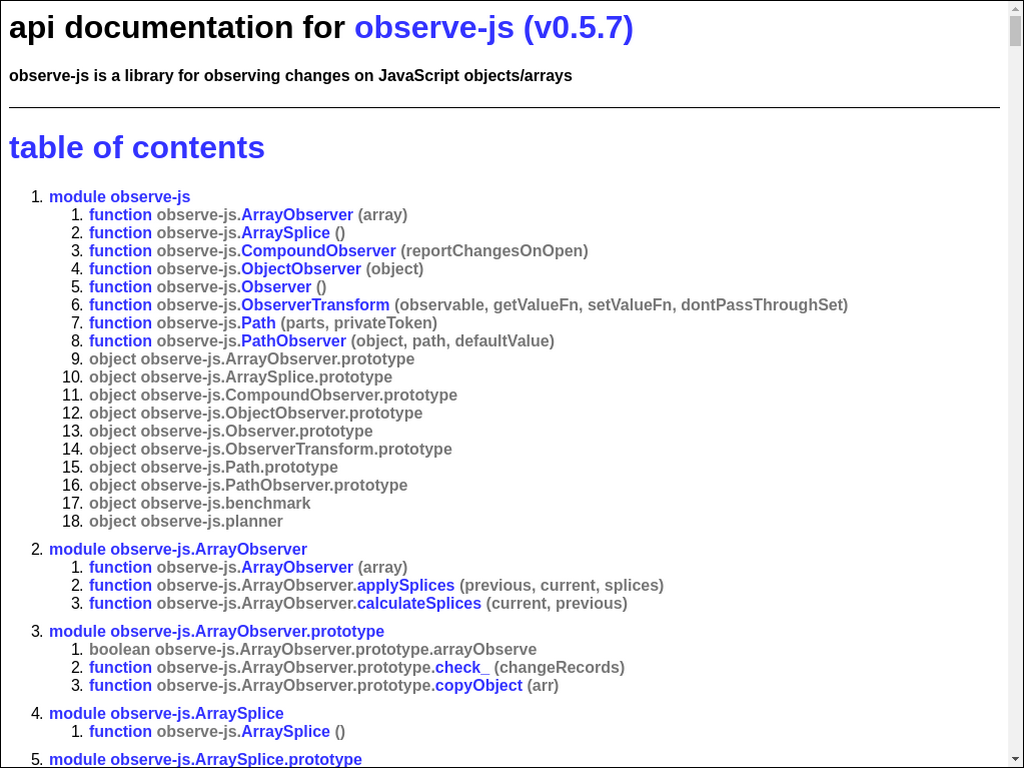 api documentation for observe-js (v0.5.7)
observe-js is a library for observing changes on JavaScript objects/arrays
table of contents
1. module observe-js
1. function observe-js.ArrayObserver (array)
2. function observe-js.ArraySplice ()
3. function observe-js.CompoundObserver (reportChangesOnOpen)
4. function observe-js.ObjectObserver (object)
5. function observe-js.Observer ()
6. function observe-js.ObserverTransform (observable, getValueFn, setValueFn, dontPassThroughSet)
7. function observe-js.Path (parts, privateToken)
8. function observe-js.PathObserver (object, path, defaultValue)
9. object observe-js.ArrayObserver.prototype
10. object observe-js.ArraySplice.prototype
11. object observe-js.CompoundObserver.prototype
12. object observe-js.ObjectObserver.prototype
13. object observe-js.Observer.prototype
14. object observe-js.ObserverTransform.prototype
15. object observe-js.Path.prototype
16. object observe-js.PathObserver.prototype
17. object observe-js.benchmark
18. object observe-js.planner
2. module observe-js.ArrayObserver
1. function observe-js.ArrayObserver (array)
2. function observe-js.ArrayObserver.applySplices (previous, current, splices)
3. function observe-js.ArrayObserver.calculateSplices (current, previous)
3. module observe-js.ArrayObserver.prototype
1. boolean observe-js.ArrayObserver.prototype.arrayObserve
2. function observe-js.ArrayObserver.prototype.check_ (changeRecords)
3. function observe-js.ArrayObserver.prototype.copyObject (arr)
4. module observe-js.ArraySplice
1. function observe-js.ArraySplice ()
5. module observe-js.ArraySplice.prototype